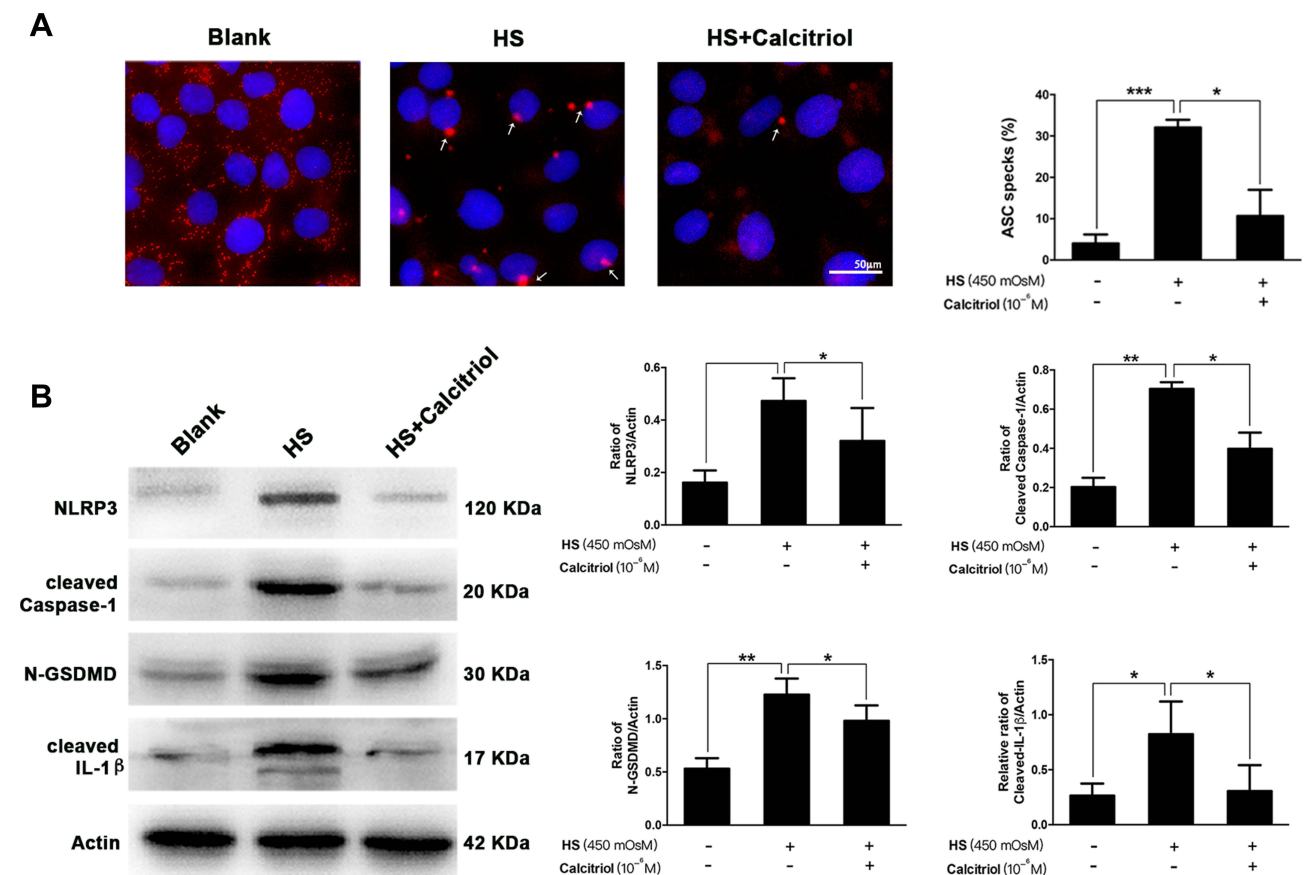 A
Blank
HS
HS+Calcitriol
50μm
ASC specks (%)
40
30
20
10
0
***
*
HS (450 mOsM)
-
+
+
Calcitriol (10⁻⁶M)
-
-
+
B
Blank
HS
HS+Calcitriol
NLRP3
120 KDa
cleaved
Caspase-1
20 KDa
N-GSDMD
30 KDa
cleaved
IL-1β
17 KDa
Actin
42 KDa
Ratio of
NLRP3/Actin
0.6
0.4
0.2
0.0
*
HS (450 mOsM)
-
+
+
Calcitriol (10⁻⁶M)
-
-
+
Ratio of
Cleaved Caspase-1/Actin
0.8
0.6
0.4
0.2
0.0
**
*
HS (450 mOsM)
-
+
+
Calcitriol (10⁻⁶M)
-
-
+
Ratio of
N-GSDMD/Actin
1.5
1.0
0.5
0.0
**
*
HS (450 mOsM)
-
+
+
Calcitriol (10⁻⁶M)
-
-
+
Relative ratio of
Cleaved-IL-1β/Actin
1.5
1.0
0.5
0.0
*
*
HS (450 mOsM)
-
+
+
Calcitriol (10⁻⁶M)
-
-
+